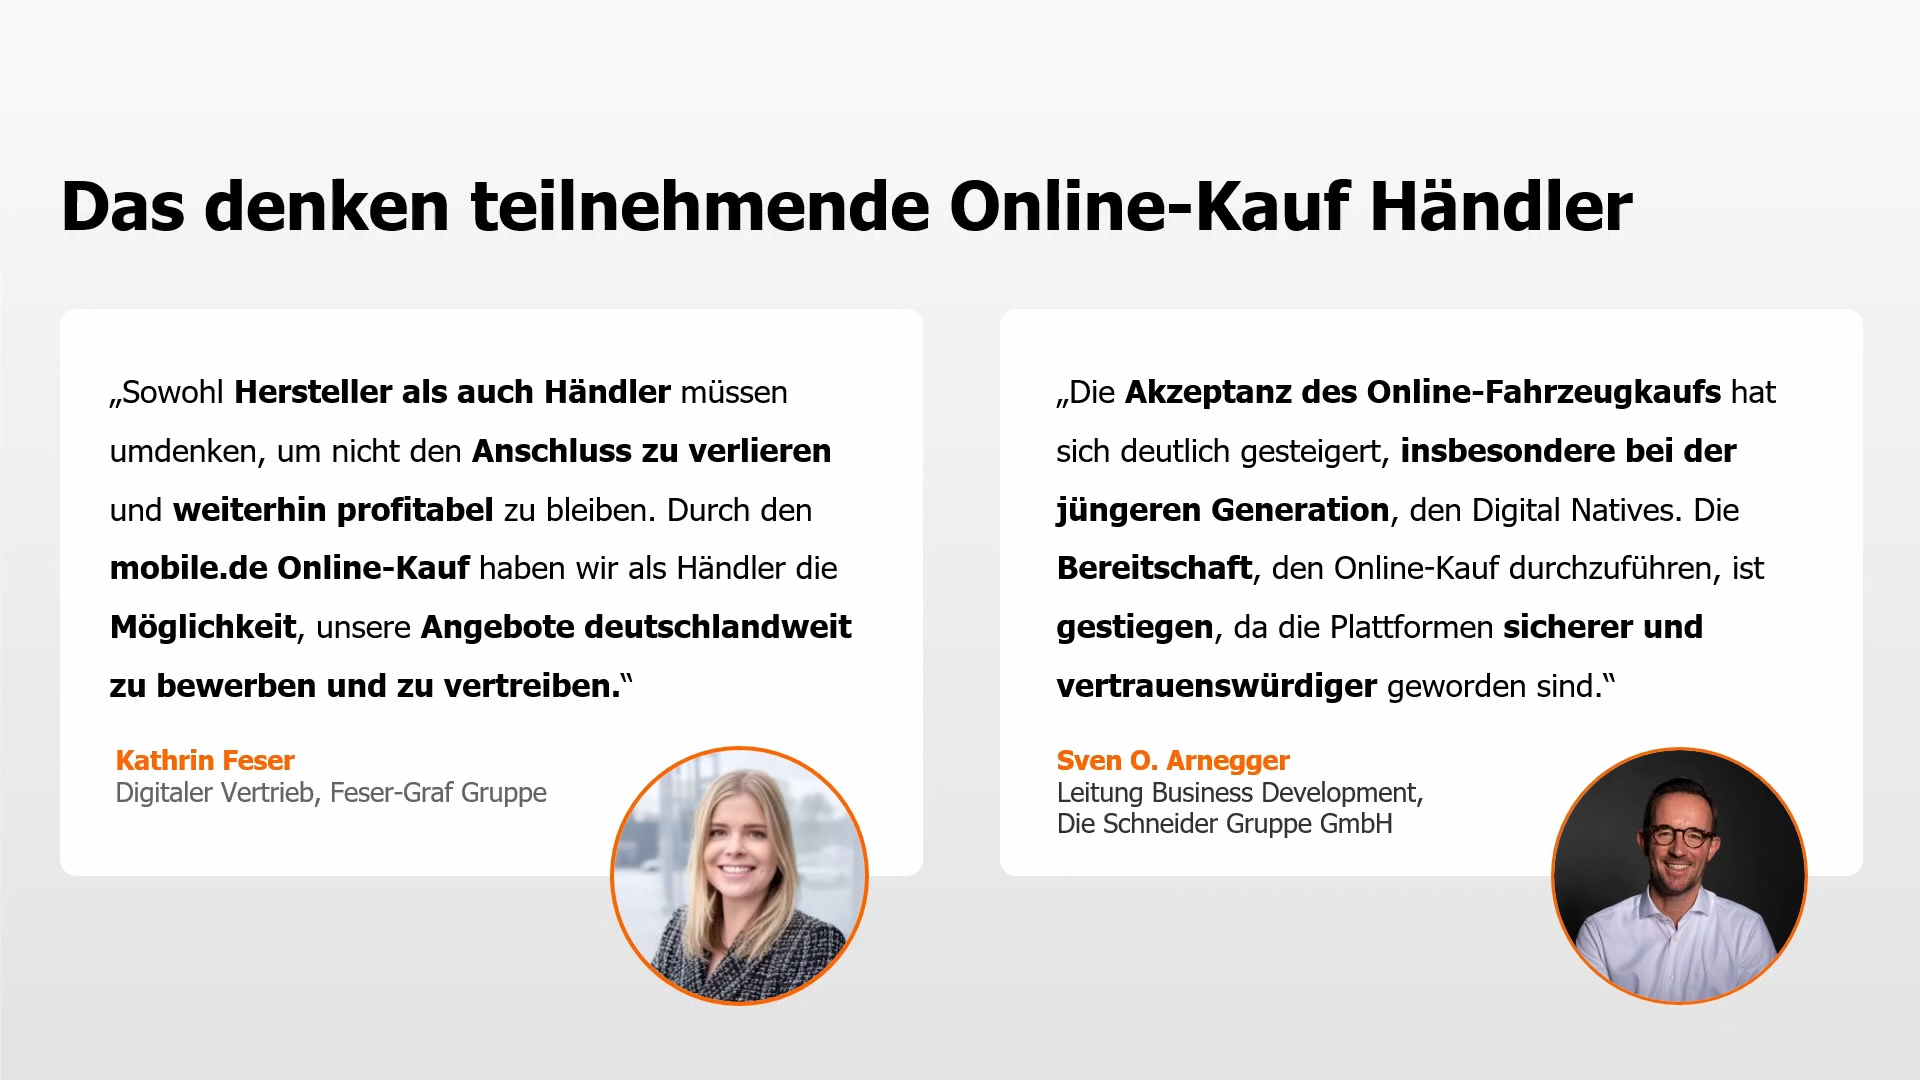 Das denken teilnehmende Online-Kauf Händler
„Sowohl Hersteller als auch Händler müssen
umdenken, um nicht den Anschluss zu verlieren
und weiterhin profitabel zu bleiben. Durch den
mobile.de Online-Kauf haben wir als Händler die
Möglichkeit, unsere Angebote deutschlandweit
zu bewerben und zu vertreiben.“
Kathrin Feser
Digitaler Vertrieb, Feser-Graf Gruppe
„Die Akzeptanz des Online-Fahrzeugkaufs hat
sich deutlich gesteigert, insbesondere bei der
jüngeren Generation, den Digital Natives. Die
Bereitschaft, den Online-Kauf durchzuführen, ist
gestiegen, da die Plattformen sicherer und
vertrauenswürdiger geworden sind.“
Sven O. Arnegger
Leitung Business Development,
Die Schneider Gruppe GmbH